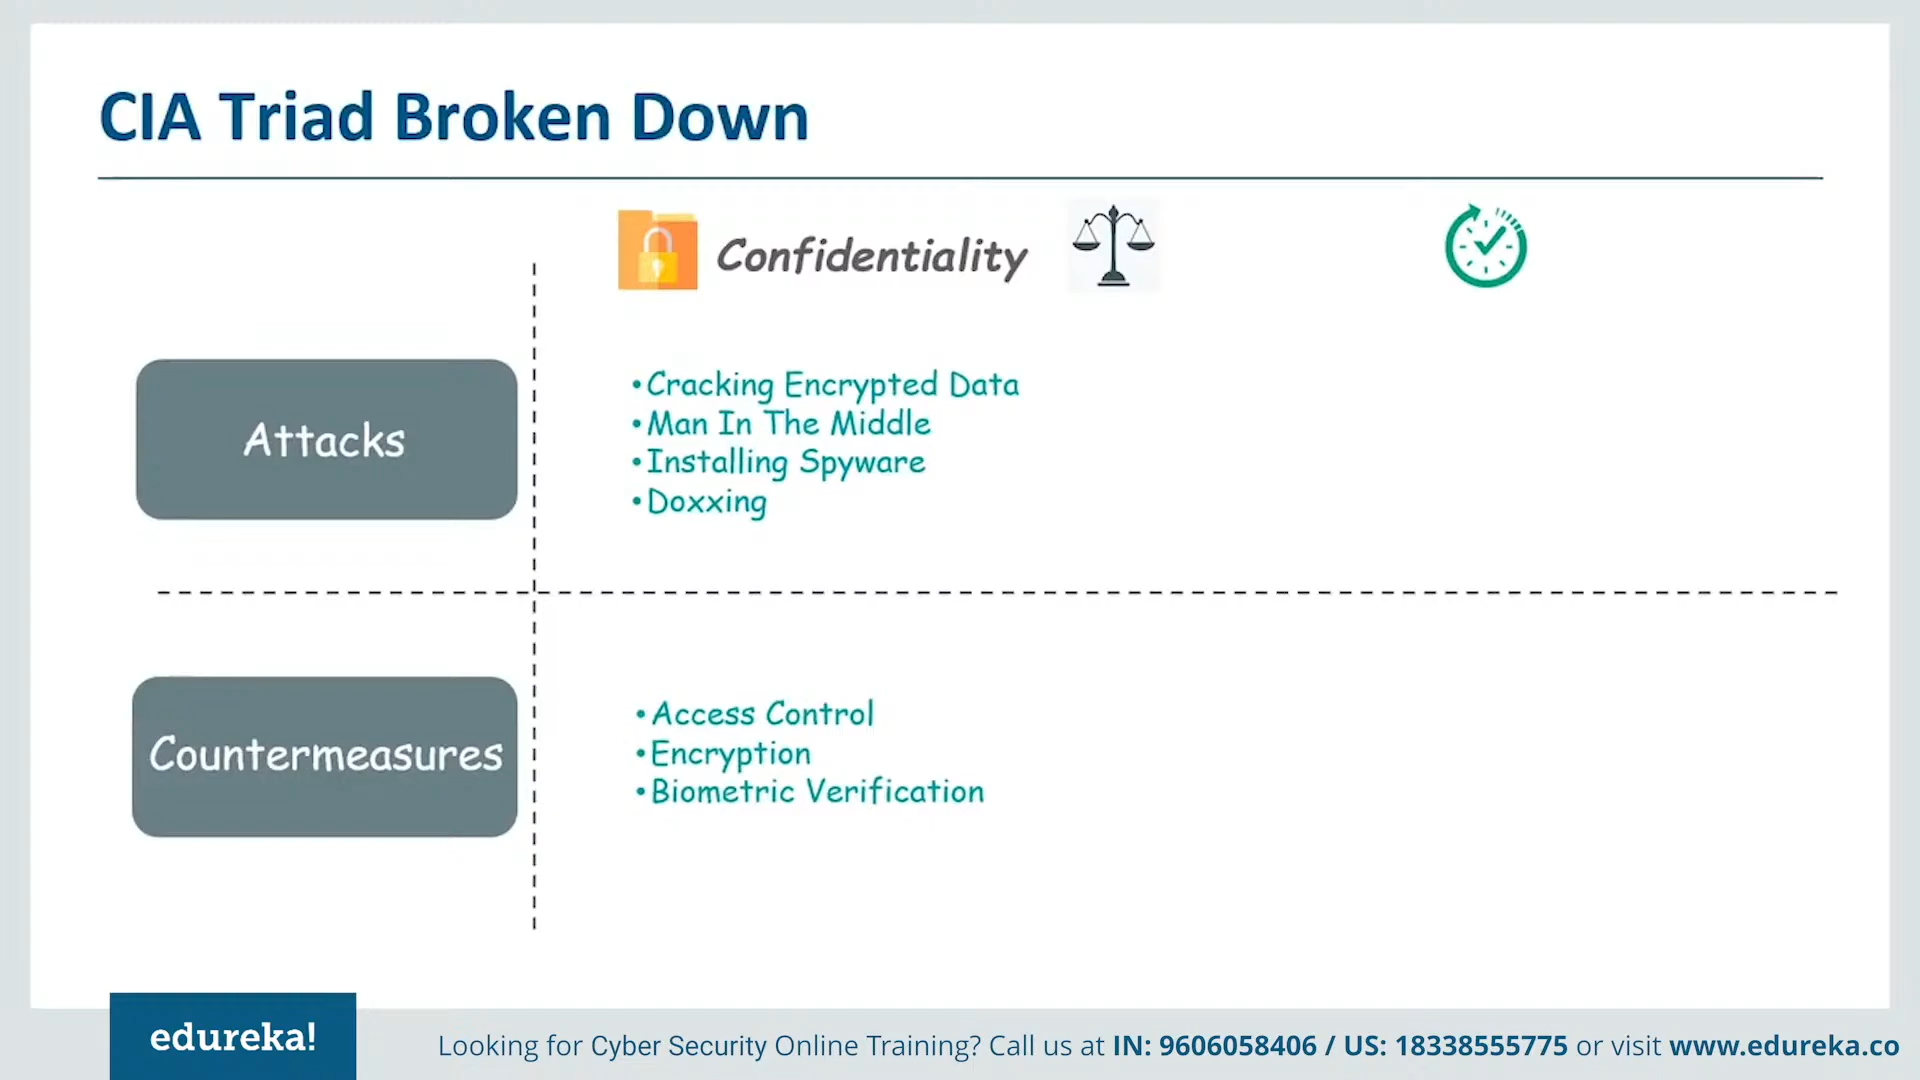 CIA Triad Broken Down
Confidentiality
Attacks
•Cracking Encrypted Data
•Man In The Middle
•Installing Spyware
•Doxxing
Countermeasures
•Access Control
•Encryption
•Biometric Verification
edureka!
Looking for Cyber Security Online Training? Call us at IN: 9606058406 / US: 18338555775 or visit www.edureka.co